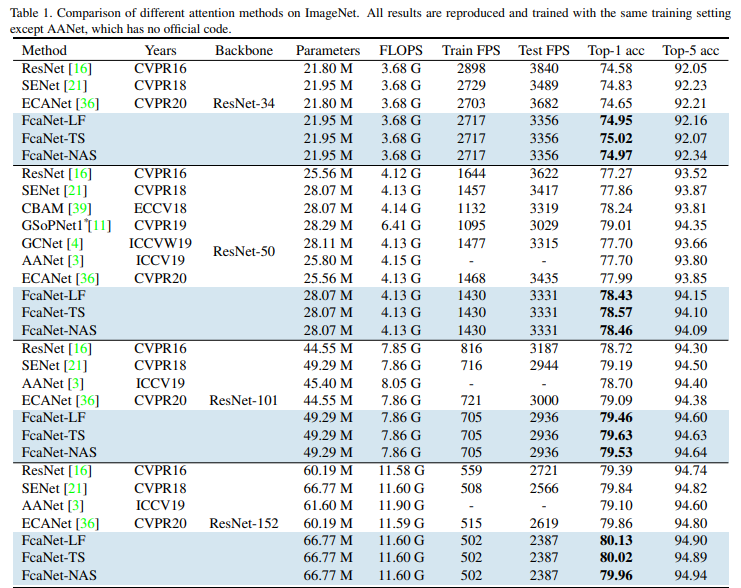 Table 1. Comparison of different attention methods on ImageNet. All results are reproduced and trained with the same training setting
except AANet, which has no official code.
Method Years Backbone Parameters FLOPS Train FPS Test FPS Top-1 acc Top-5 acc
ResNet [16] CVPR16 21.80 M 3.68 G 2898 3840 74.58 92.05
SENet [21] CVPR18 21.95 M 3.68 G 2729 3489 74.83 92.23
ECANet [36] CVPR20 ResNet-34 21.80 M 3.68 G 2703 3682 74.65 92.21
FcaNet-LF 21.95 M 3.68 G 2717 3356 74.95 92.16
FcaNet-TS 21.95 M 3.68 G 2717 3356 75.02 92.07
FcaNet-NAS 21.95 M 3.68 G 2717 3356 74.97 92.34
ResNet [16] CVPR16 25.56 M 4.12 G 1644 3622 77.27 93.52
SENet [21] CVPR18 28.07 M 4.13 G 1457 3417 77.86 93.87
CBAM [39] ECCV18 28.07 M 4.14 G 1132 3319 78.24 93.81
GSoPNet1*[11] CVPR19 28.29 M 6.41 G 1095 3029 79.01 94.35
GCNet [4] ICCVW19 ResNet-50 28.11 M 4.13 G 1477 3315 77.70 93.66
AANet [3] ICCV19 25.80 M 4.15 G - - 77.70 93.80
ECANet [36] CVPR20 25.56 M 4.13 G 1468 3435 77.99 93.85
FcaNet-LF 28.07 M 4.13 G 1430 3331 78.43 94.15
FcaNet-TS 28.07 M 4.13 G 1430 3331 78.57 94.10
FcaNet-NAS 28.07 M 4.13 G 1430 3331 78.46 94.09
ResNet [16] CVPR16 44.55 M 7.85 G 816 3187 78.72 94.30
SENet [21] CVPR18 49.29 M 7.86 G 716 2944 79.19 94.50
AANet [3] ICCV19 45.40 M 8.05 G - - 78.70 94.40
ECANet [36] CVPR20 ResNet-101 44.55 M 7.86 G 721 3000 79.09 94.38
FcaNet-LF 49.29 M 7.86 G 705 2936 79.46 94.60
FcaNet-TS 49.29 M 7.86 G 705 2936 79.63 94.63
FcaNet-NAS 49.29 M 7.86 G 705 2936 79.53 94.64
ResNet [16] CVPR16 60.19 M 11.58 G 559 2721 79.39 94.74
SENet [21] CVPR18 66.77 M 11.60 G 508 2566 79.84 94.82
AANet [3] ICCV19 61.60 M 11.90 G - - 79.10 94.60
ECANet [36] CVPR20 ResNet-152 60.19 M 11.59 G 515 2619 79.86 94.80
FcaNet-LF 66.77 M 11.60 G 502 2387 80.13 94.90
FcaNet-TS 66.77 M 11.60 G 502 2387 80.02 94.89
FcaNet-NAS 66.77 M 11.60 G 502 2387 79.96 94.94